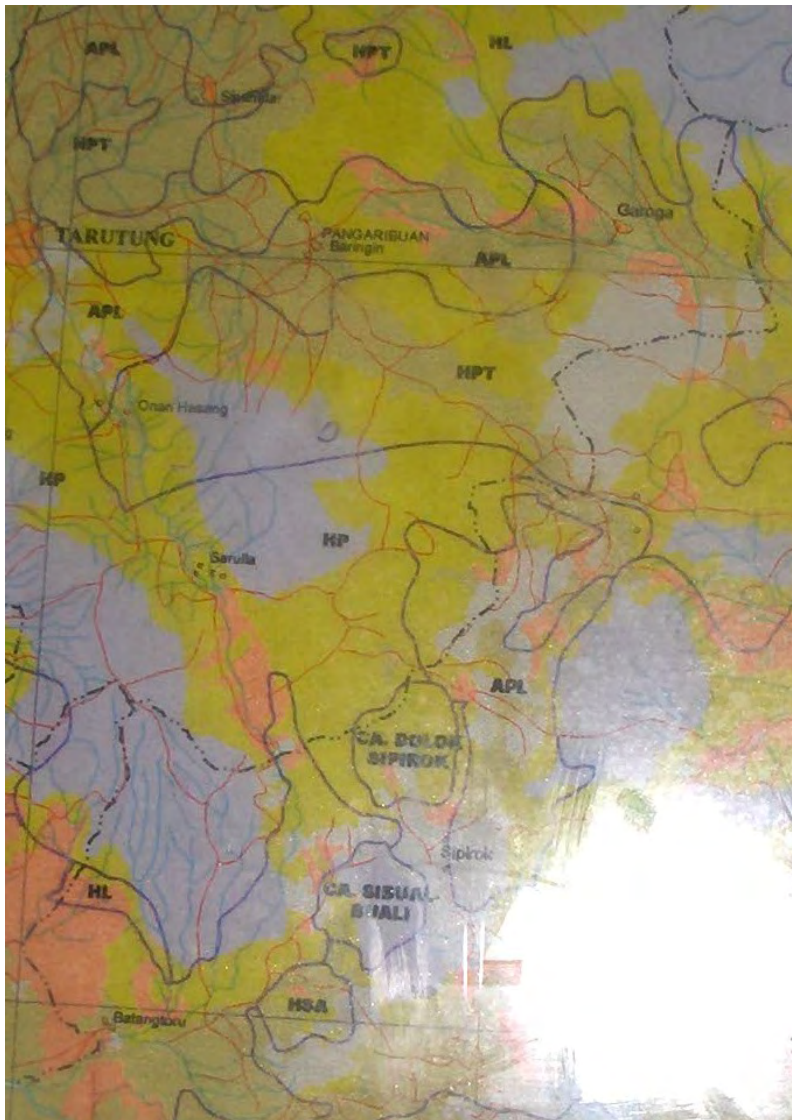 APL
HPT
HL
HPT
TARUTUNG
PANGARIBUAN
Baringin
Garoga
APL
APL
HPT
Onan Hasang
HP
HP
Sarulla
APL
CA. DOLOK
SIPIROK
Sipirok
HL
CA. SIBUAL
BUALI
HSA
Batangtoru